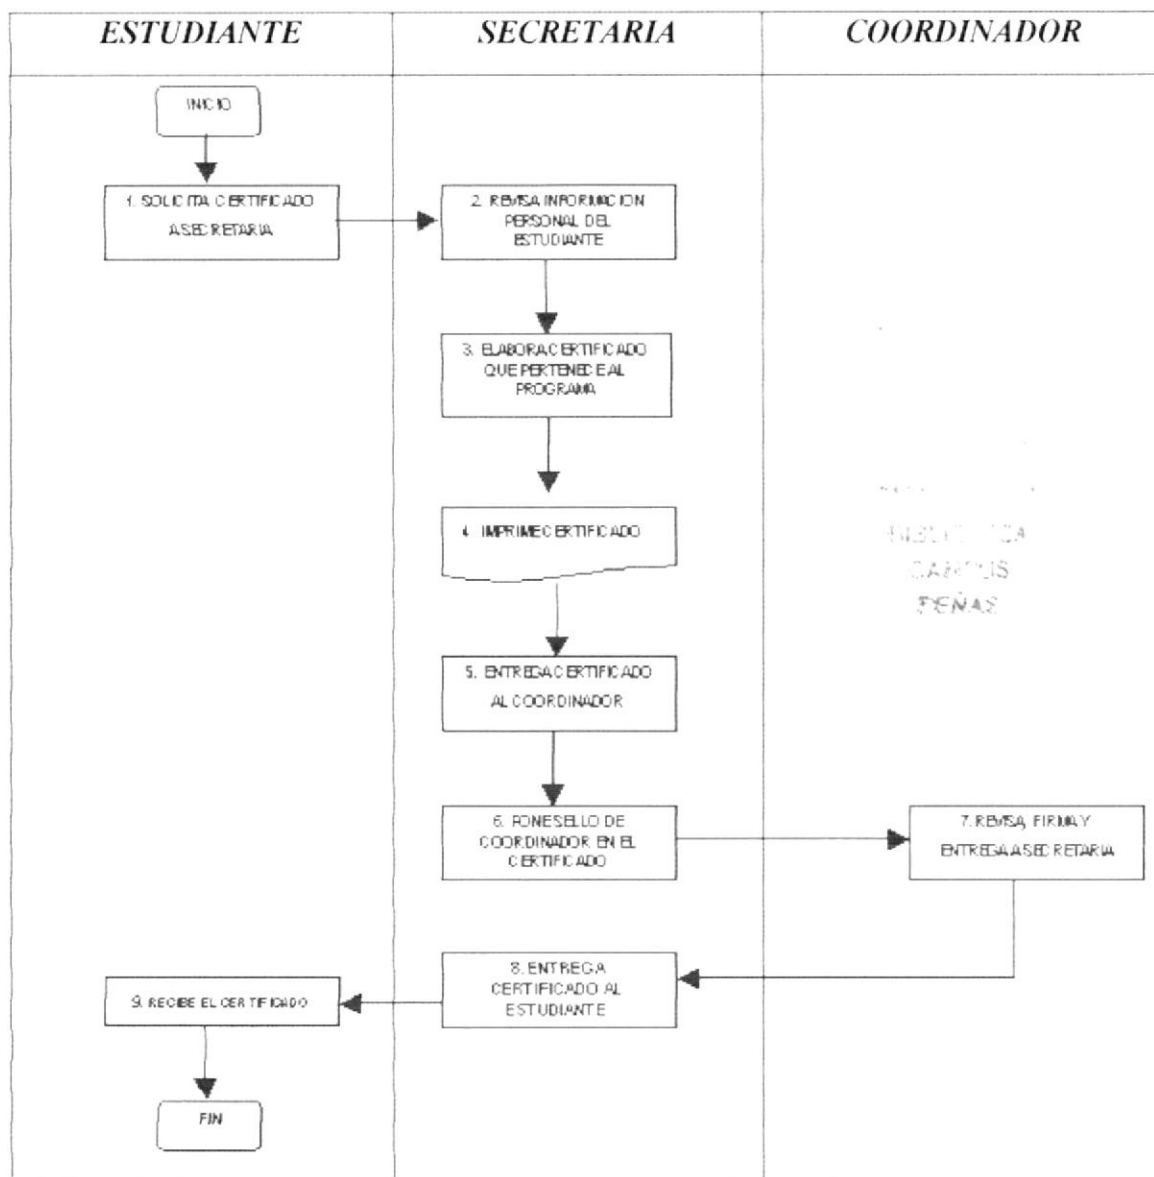 ESTUDIANTE
SECRETARIA
COORDINADOR
INICIO
1. SOLICITA CERTIFICADO
A SECRETARIA
2. REVISA INFORMACION
PERSONAL DEL
ESTUDIANTE
3. ELABORA CERTIFICADO
QUE PERTENECE AL
PROGRAMA
4. IMPRIME CERTIFICADO
CAMPUS
PEÑAS
5. ENTREGA CERTIFICADO
AL COORDINADOR
6. PONE SELLO DE
COORDINADOR EN EL
CERTIFICADO
7. REVISA, FIRMA Y
ENTREGA A SECRETARIA
8. ENTREGA
CERTIFICADO AL
ESTUDIANTE
9. RECIBE EL CERTIFICADO
FIN